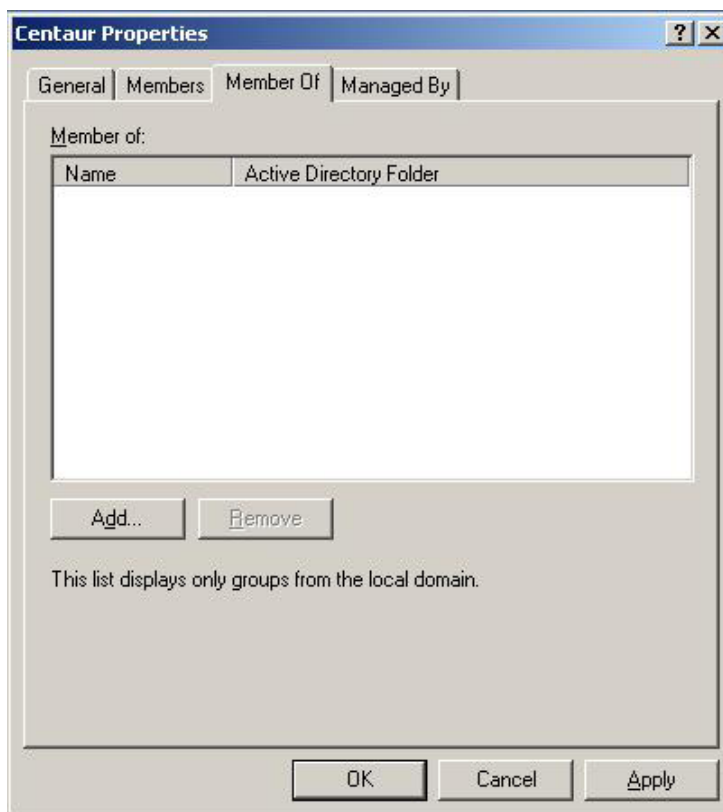 Centaur Properties
General Members Member Of Managed By
Member of:
Name Active Directory Folder
Add... Remove
This list displays only groups from the local domain.
OK Cancel Apply